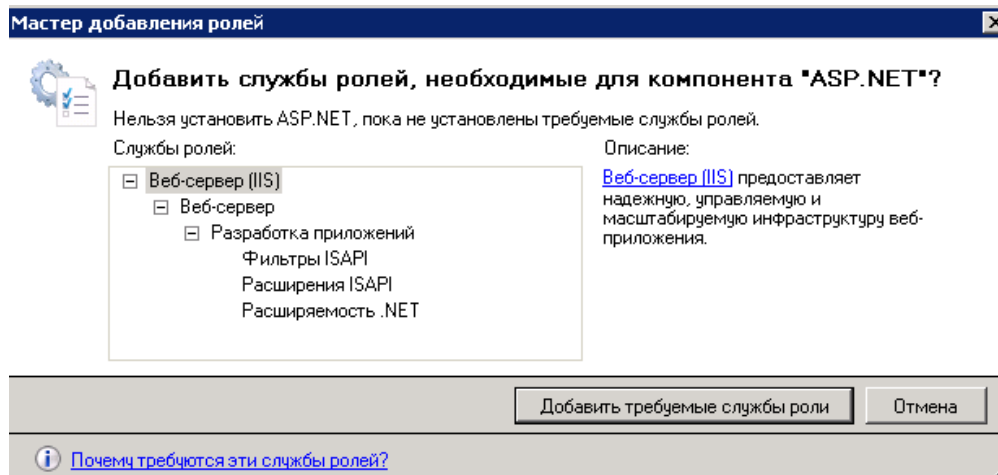 Мастер добавления ролей
Добавить службы ролей, необходимые для компонента "ASP.NET"?
Нельзя установить ASP.NET, пока не установлены требуемые службы ролей.
Службы ролей:
Веб-сервер (IIS)
Веб-сервер
Разработка приложений
Фильтры ISAPI
Расширения ISAPI
Расширяемость .NET
Описание:
Веб-сервер (IIS) предоставляет
надежную, управляемую и
масштабируемую инфраструктуру веб-
приложения.
Добавить требуемые службы роли
Отмена
Почему требуются эти службы ролей?